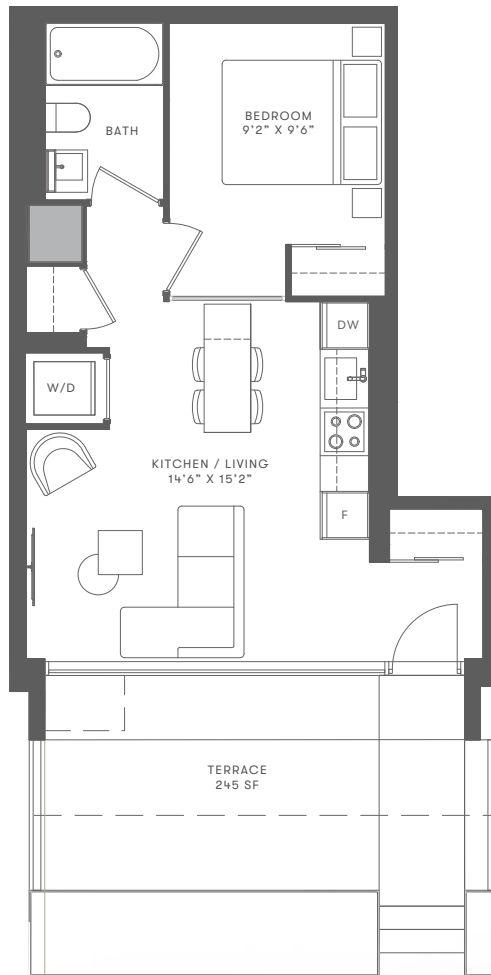 BATH
BEDROOM
9'2" X 9'6"
DW
W/D
KITCHEN / LIVING
14'6" X 15'2"
F
TERRACE
245 SF